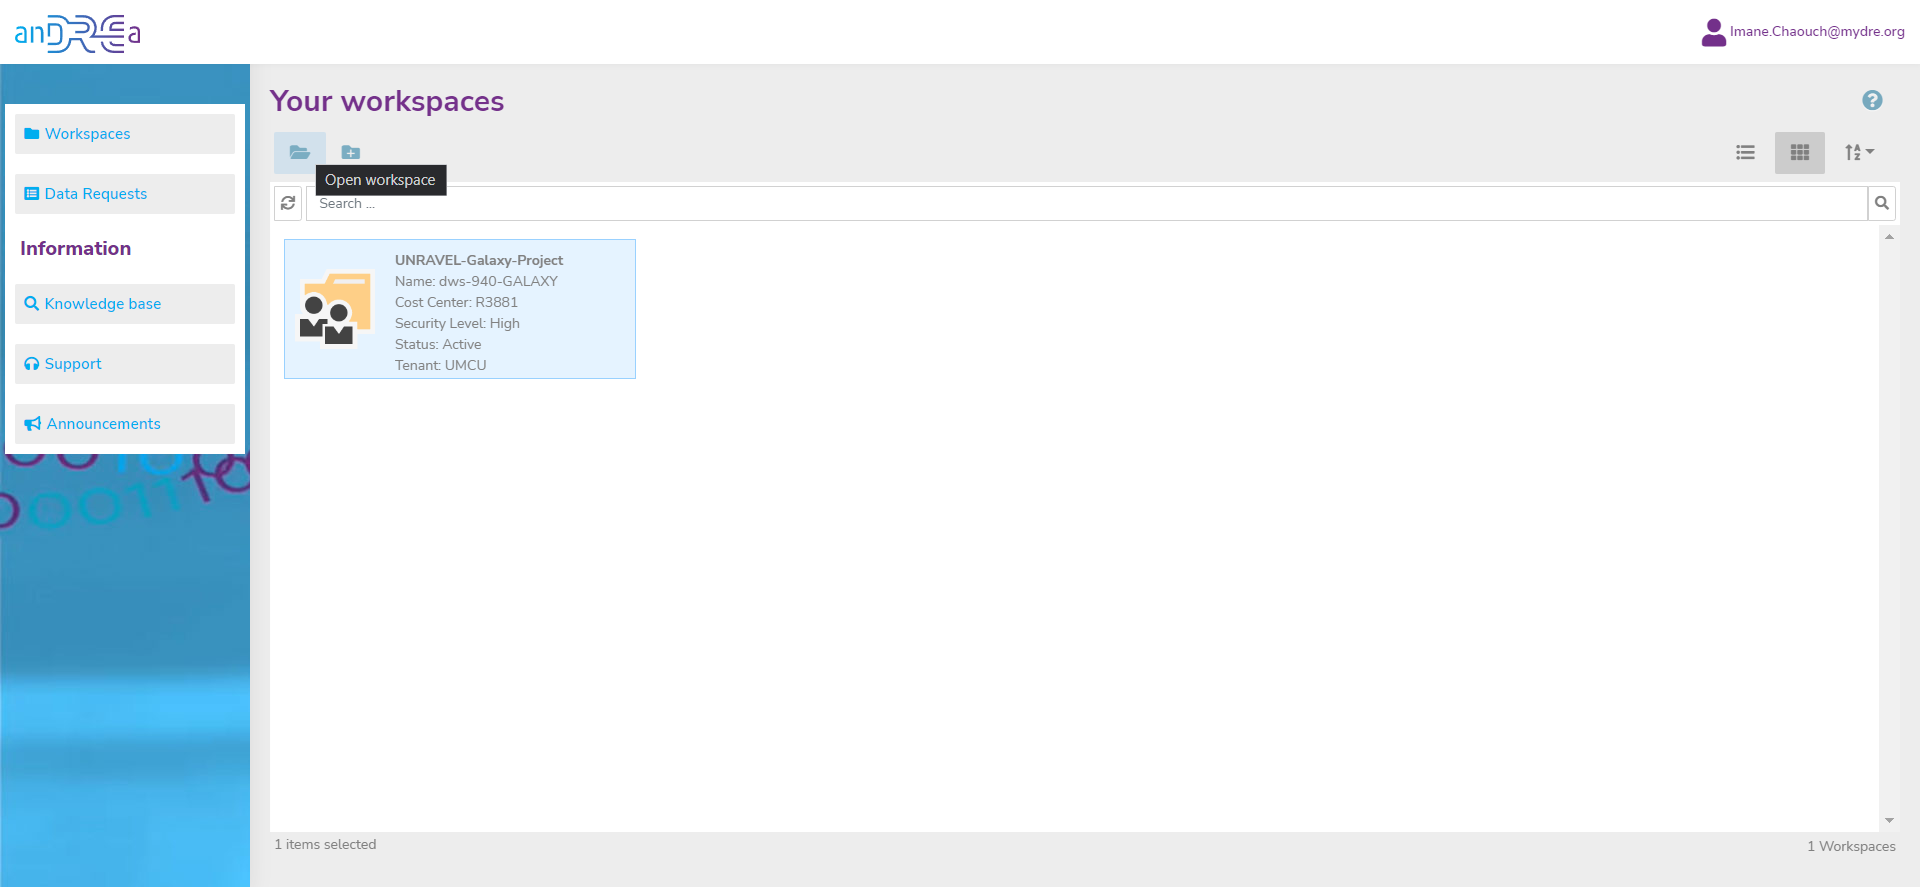 anDREa
Imane.Chaouch@mydre.org
Workspaces
Data Requests
Information
Knowledge base
Support
Announcements
Your workspaces
Open workspace
Search ...
UNRAVEL-Galaxy-Project
Name: dws-940-GALAXY
Cost Center: R3881
Security Level: High
Status: Active
Tenant: UMCU
1 items selected
1 Workspaces